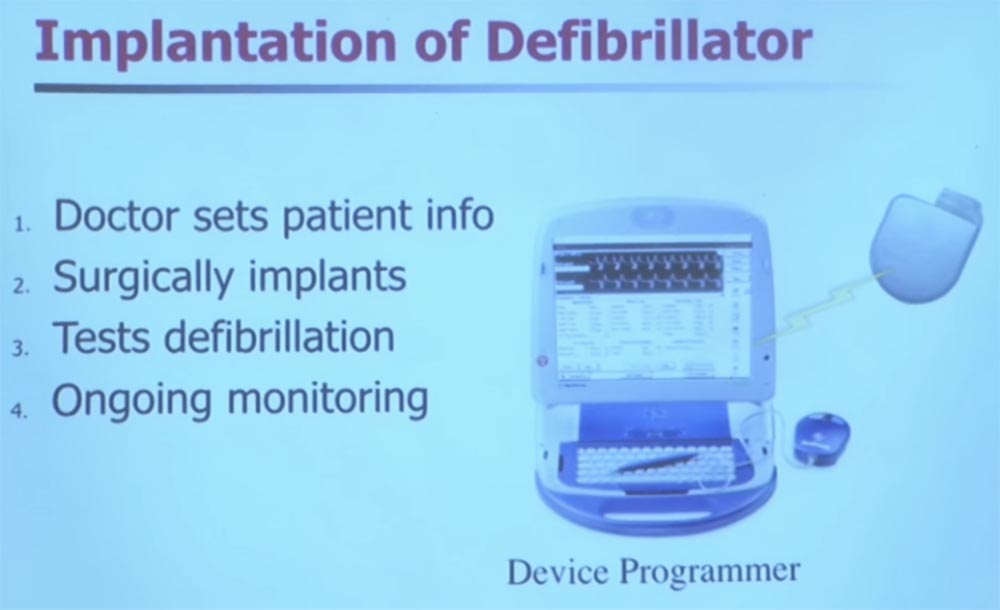 Implantation of Defibrillator
1. Doctor sets patient info
2. Surgically implants
3. Tests defibrillation
4. Ongoing monitoring
Device Programmer